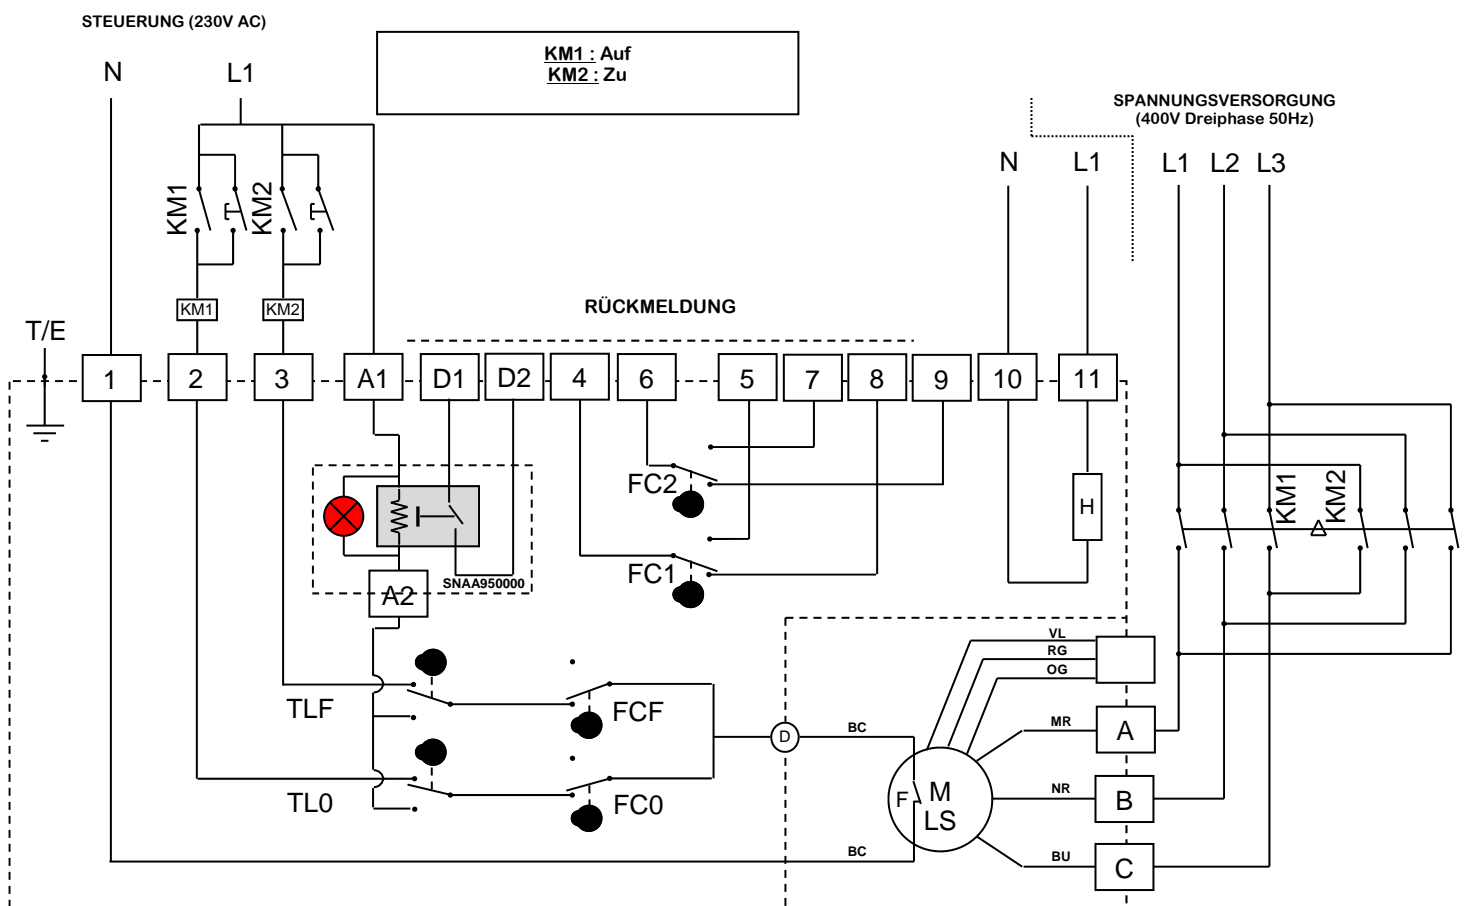 STEUERUNG (230V AC)
KM1 : Auf
KM2 : Zu
SPANNUNGSVERSORGUNG
(400V Dreiphase 50Hz)
N
L1
N
L1
L1
L2
L3
KM1
KM2
KM1
KM2
RÜCKMELDUNG
T/E
1
2
3
A1
D1
D2
4
6
5
7
8
9
10
11
FC2
H
KM1
KM2
FC1
SNAA950000
A2
VL
RG
OG
TLF
FCF
D
BC
MR
A
TL0
FC0
F
M
LS
NR
B
BC
BU
C